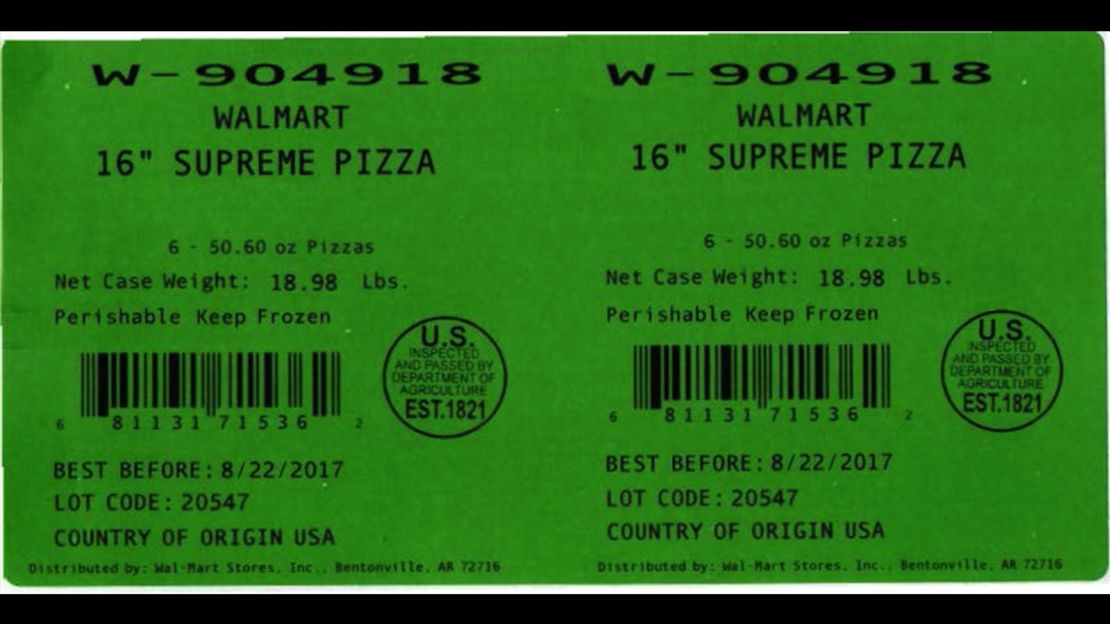 W-904918
WALMART
16" SUPREME PIZZA
6 - 50.60 oz Pizzas
Net Case Weight: 18.98 Lbs.
Perishable Keep Frozen
U.S.
INSPECTED
AND PASSED BY
DEPARTMENT OF
AGRICULTURE
EST.1821
6 81131 71536 2
BEST BEFORE: 8/22/2017
LOT CODE: 20547
COUNTRY OF ORIGIN USA
Distributed by: Wal-Mart Stores, Inc., Bentonville, AR 72716
W-904918
WALMART
16" SUPREME PIZZA
6 - 50.60 oz Pizzas
Net Case Weight: 18.98 Lbs.
Perishable Keep Frozen
U.S.
INSPECTED
AND PASSED BY
DEPARTMENT OF
AGRICULTURE
EST.1821
6 81131 71536 2
BEST BEFORE: 8/22/2017
LOT CODE: 20547
COUNTRY OF ORIGIN USA
Distributed by: Wal-Mart Stores, Inc., Bentonville, AR 72716